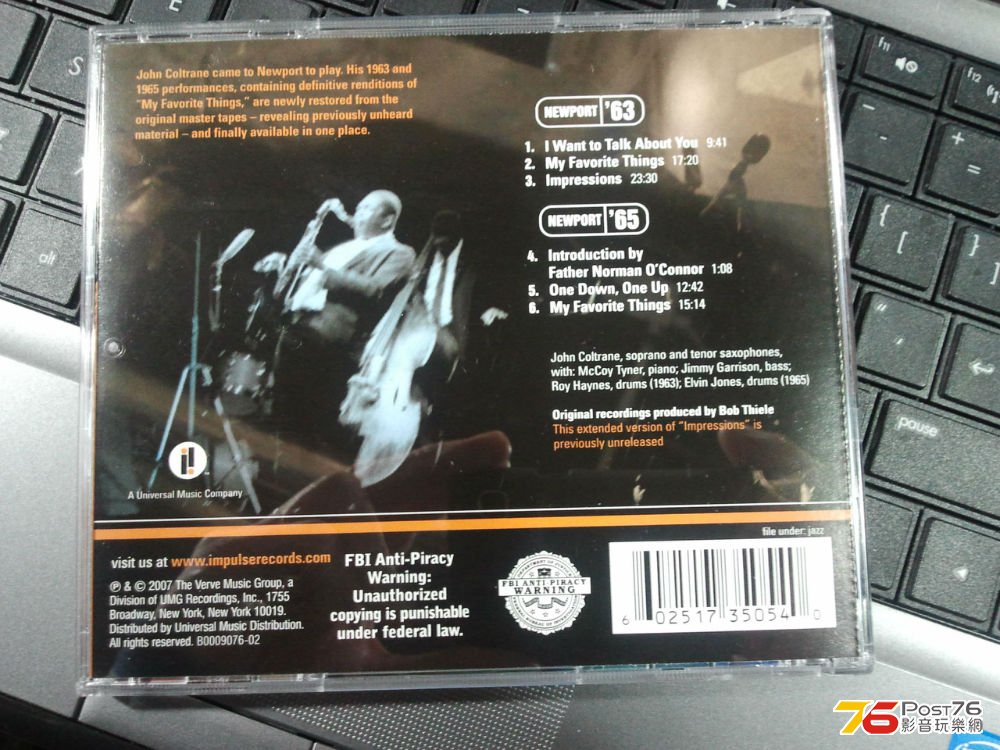 John Coltrane came to Newport to play. His 1963 and
1965 performances, containing definitive renditions of
"My Favorite Things," are newly restored from the
original master tapes – revealing previously unheard
material – and finally available in one place.
NEWPORT '63
1. I Want to Talk About You 9:41
2. My Favorite Things 17:20
3. Impressions 23:30
NEWPORT '65
4. Introduction by
Father Norman O'Connor 1:08
5. One Down, One Up 12:42
6. My Favorite Things 15:14
John Coltrane, soprano and tenor saxophones,
with: McCoy Tyner, piano; Jimmy Garrison, bass;
Roy Haynes, drums (1963); Elvin Jones, drums (1965)
Original recordings produced by Bob Thiele
This extended version of "Impressions" is
previously unreleased
A Universal Music Company
file under: jazz
visit us at www.impulserecords.com
℗ & © 2007 The Verve Music Group, a
Division of UMG Recordings, Inc., 1755
Broadway, New York, New York 10019.
Distributed by Universal Music Distribution.
All rights reserved. B0009076-02
FBI Anti-Piracy
Warning:
Unauthorized
copying is punishable
under federal law.
FBI ANTI-PIRACY
WARNING
6 02517 35054 0
S
alt
f11
f12
pause
76 POST76
影音玩樂網